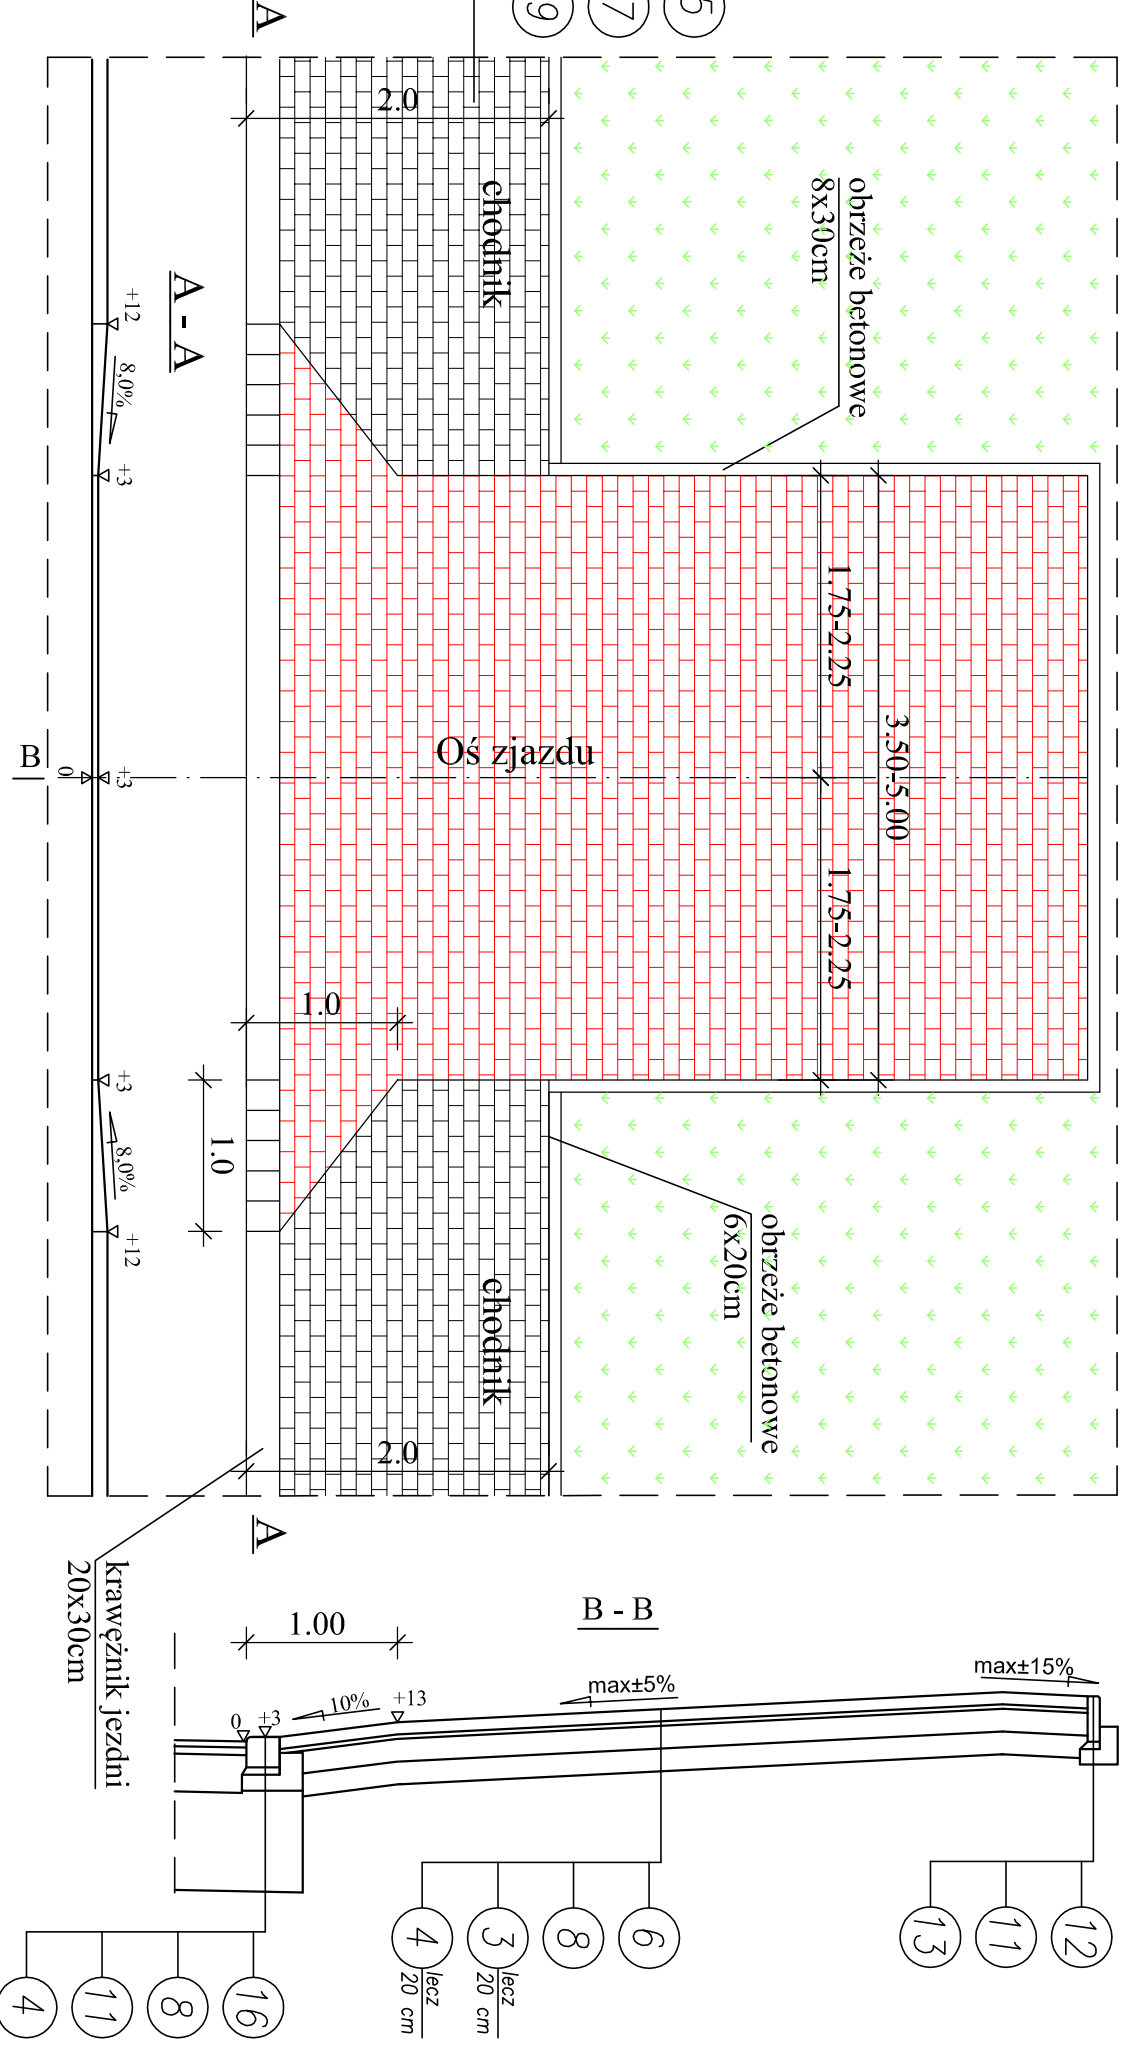 5
7
9
A
2.0
chodnik
obrzeże betonowe
8x30cm
A - A
+12
8,0%
+3
1.75-2.25
3.50-5.00
1.75-2.25
Oś zjazdu
B
0
+3
1.0
+3
1.0
8,0%
+12
obrzeże betonowe
6x20cm
chodnik
2.0
A
krawężnik jezdni
20x30cm
B - B
1.00
max±15%
max±5%
10%
+13
0
+3
12
11
13
6
8
3
lecz
20 cm
4
lecz
20 cm
16
8
11
4